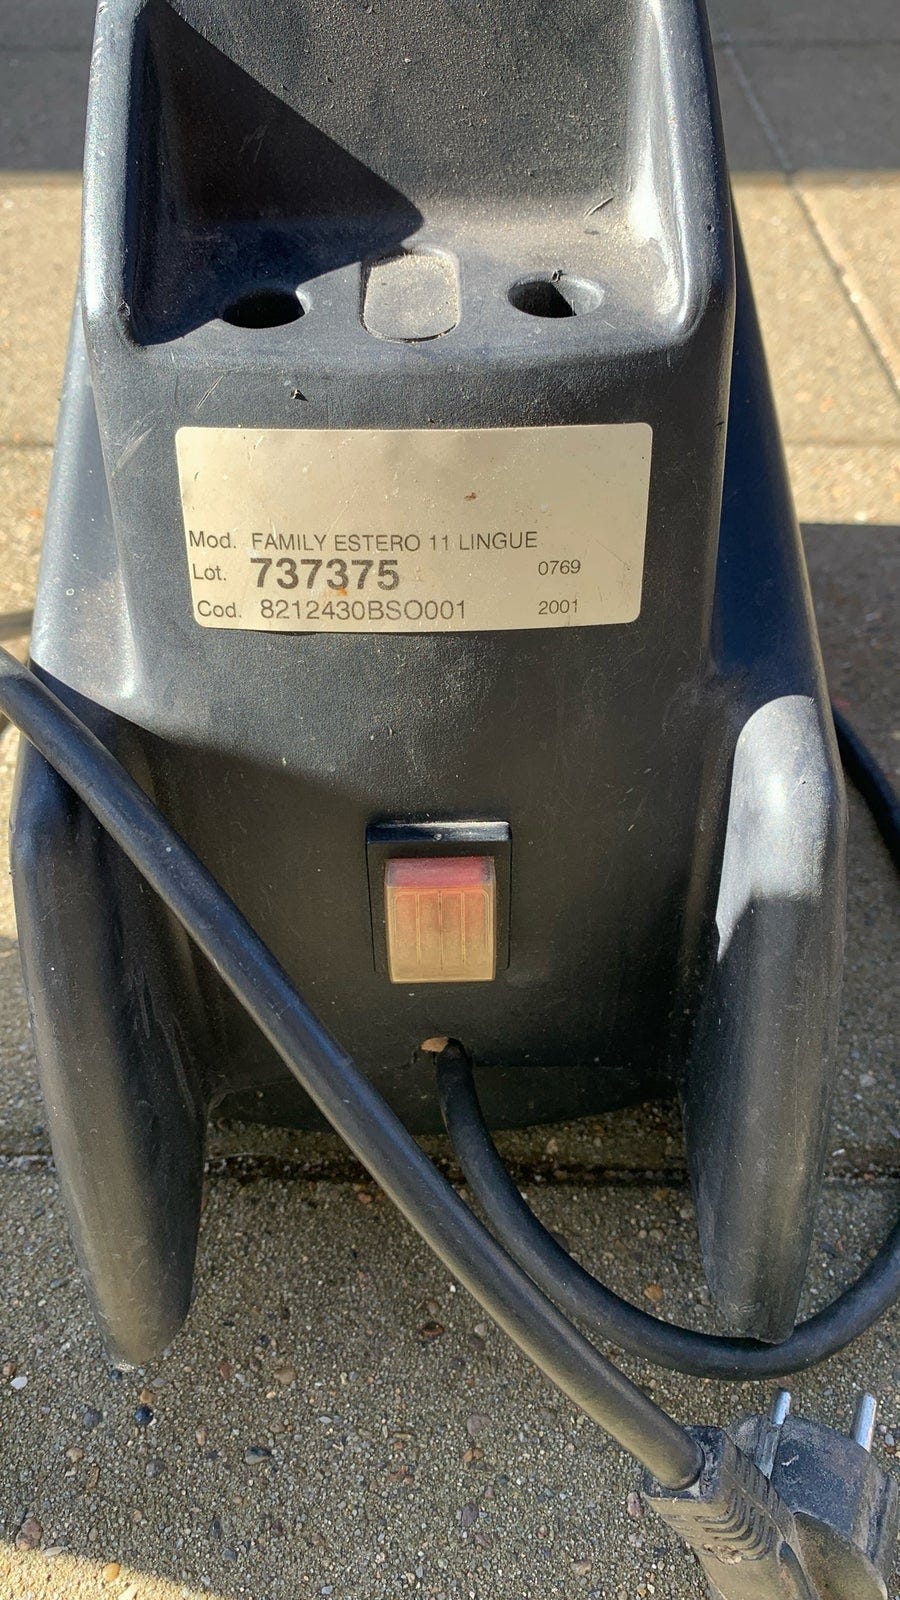 Mod. FAMILY ESTERO 11 LINGUE
Lot. 737375 0769
Cod. 8212430BSO001 2001